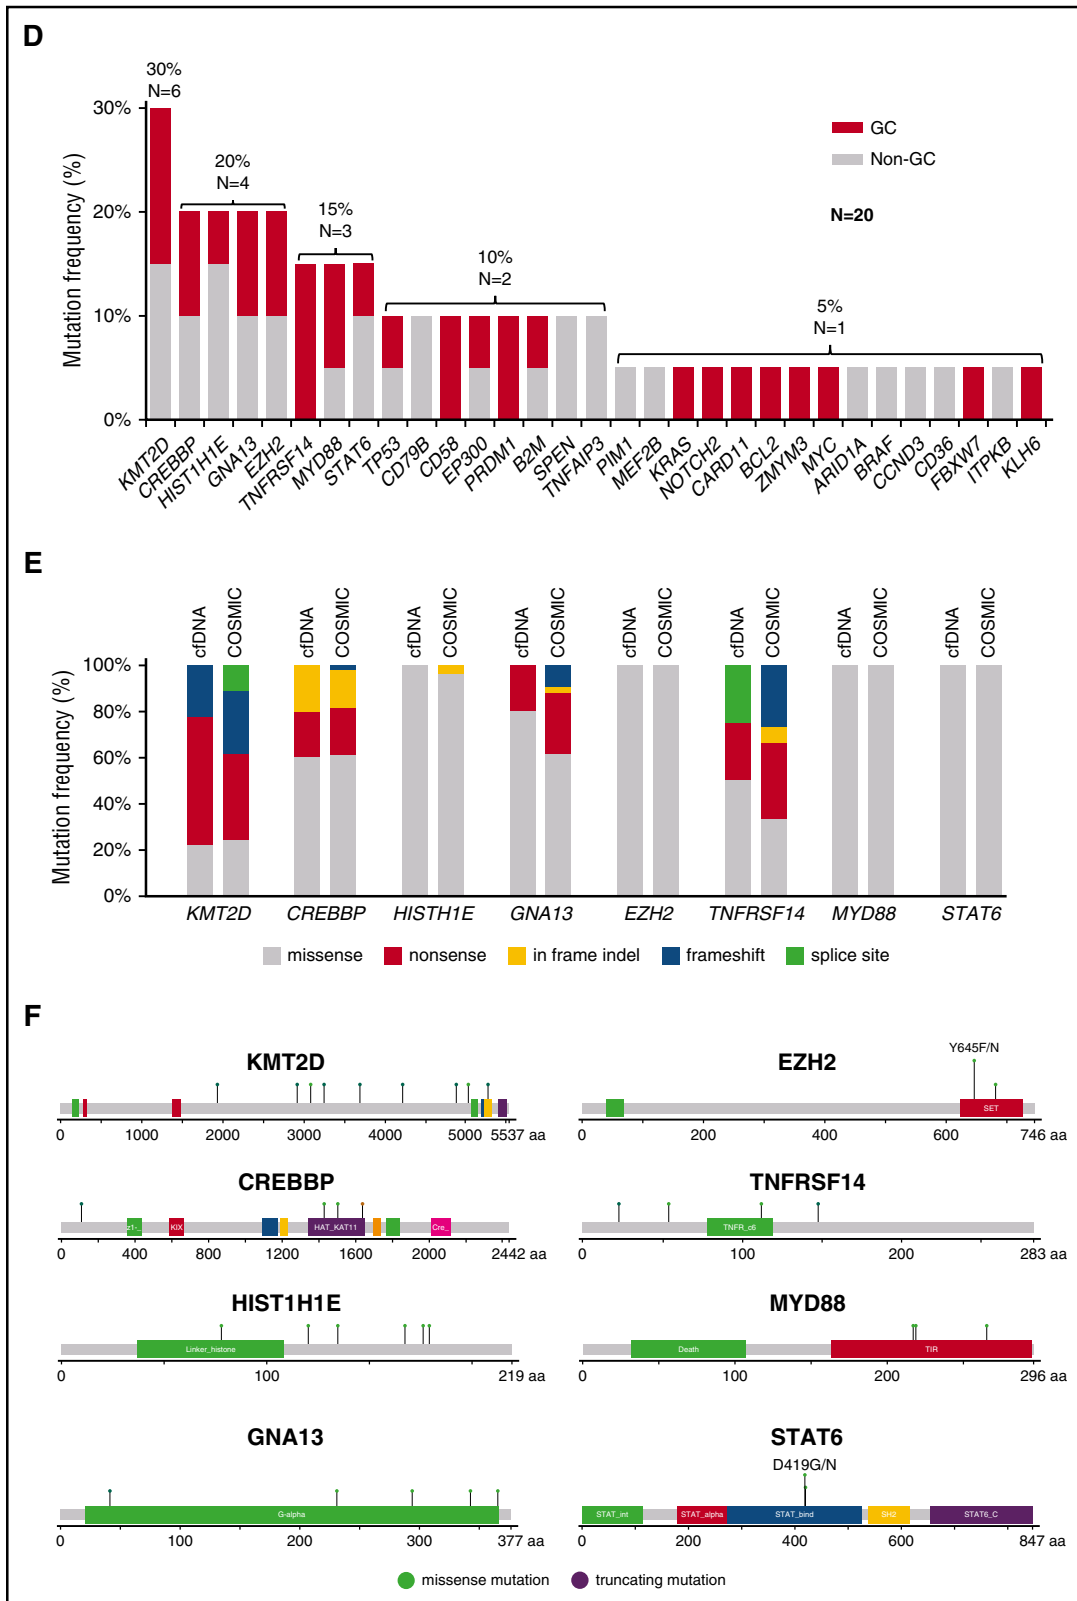 D
30%
N=6
20%
N=4
15%
N=3
10%
N=2
5%
N=1
GC
Non-GC
N=20
Mutation frequency (%)
30%
20%
10%
0%
KMT2D
CREBBP
HIST1H1E
GNA13
EZH2
TNFRSF14
MYD88
STAT6
TP53
CD79B
CD58
EP300
PRDM1
B2M
SPEN
TNFAIP3
PIM1
MEF2B
KRAS
NOTCH2
CARD11
BCL2
ZMYM3
MYC
ARID1A
BRAF
CCND3
CD36
FBXW7
ITPKB
KLH6
E
cfDNA COSMIC cfDNA COSMIC cfDNA COSMIC cfDNA COSMIC cfDNA COSMIC cfDNA COSMIC cfDNA COSMIC cfDNA COSMIC
Mutation frequency (%)
100%
80%
60%
40%
20%
0%
KMT2D CREBBP HISTH1E GNA13 EZH2 TNFRSF14 MYD88 STAT6
missense nonsense in frame indel frameshift splice site
F
KMT2D
0 1000 2000 3000 4000 5000 5537 aa
EZH2
Y645F/N
SET
0 200 400 600 746 aa
CREBBP
z1-_ KIX HAT_KAT11 Cre_
0 400 800 1200 1600 2000 2442 aa
TNFRSF14
TNFR_c6
0 100 200 283 aa
HIST1H1E
Linker_histone
0 100 219 aa
MYD88
Death TIR
0 100 200 296 aa
GNA13
G-alpha
0 100 200 300 377 aa
STAT6
D419G/N
STAT_int STAT_alpha STAT_bind SH2 STAT6_C
0 200 400 600 847 aa
missense mutation truncating mutation